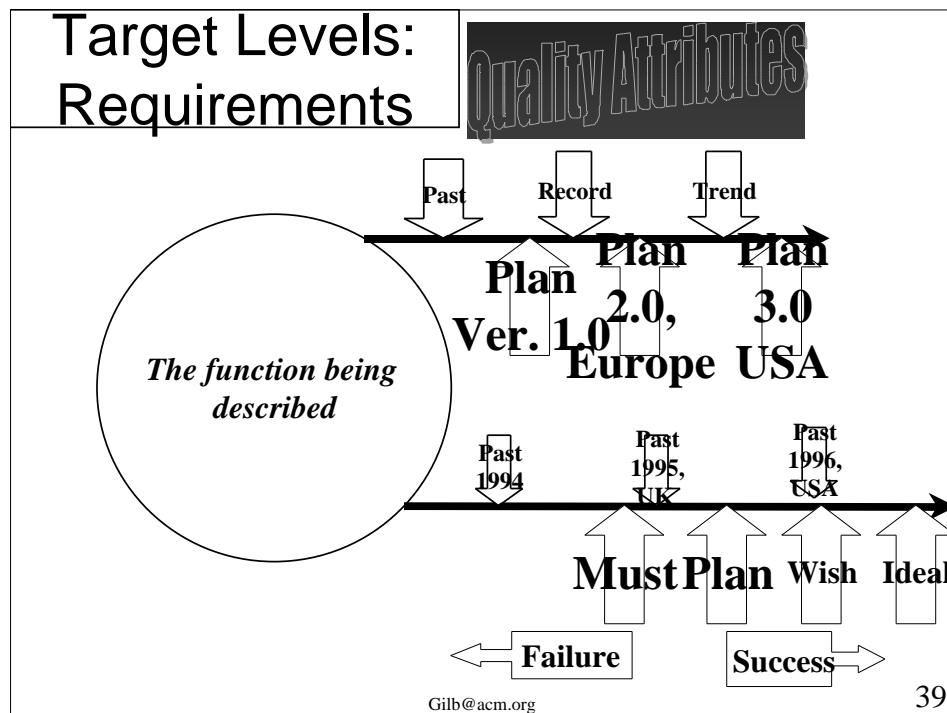 Target Levels:
Requirements
Quality Attributes
Past
Record
Trend
Plan
Ver. 1.0
Plan
2.0,
Europe
Plan
3.0
USA
The function being
described
Past
1994
Past
1995,
UK
Past
1996,
USA
Must
Plan
Wish
Ideal
Failure
Success
Gilb@acm.org
39